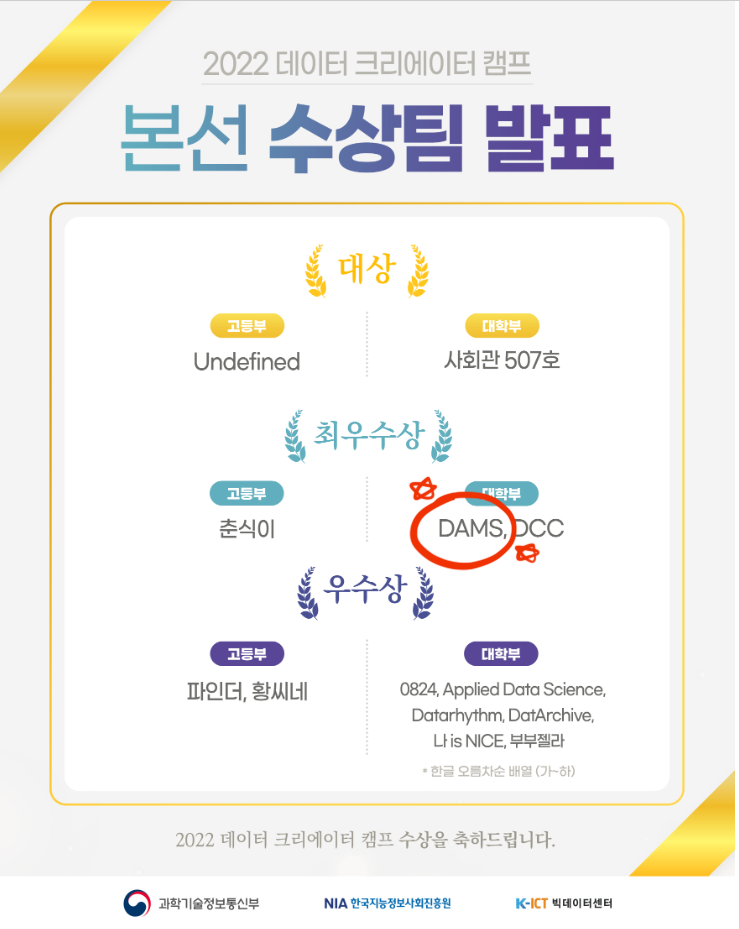 2022 데이터 크리에이터 캠프
본선 수상팀 발표
대상
고등부
Undefined
대학부
사회관 507호
최우수상
고등부
춘식이
대학부
DAMS, DCC
우수상
고등부
파인더, 황씨네
대학부
0824, Applied Data Science,
Datarhythm, DatArchive,
나 is NICE, 부부젤라
* 한글 오름차순 배열 (가~하)
2022 데이터 크리에이터 캠프 수상을 축하드립니다.
과학기술정보통신부
NIA 한국지능정보사회진흥원
K-ICT 빅데이터센터